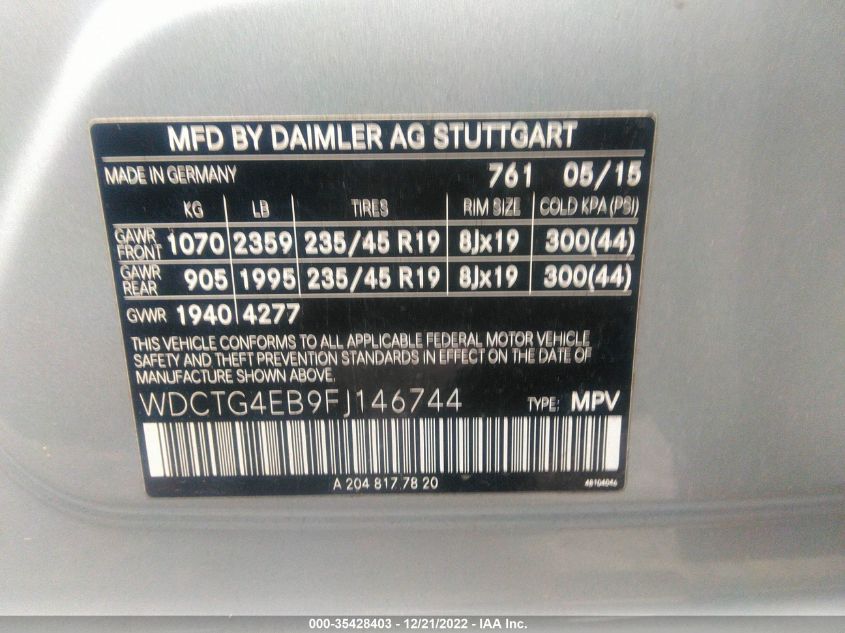 MFD BY DAIMLER AG STUTTGART
MADE IN GERMANY 761 05/15
KG LB TIRES RIM SIZE COLD KPA (PSI)
GAWR FRONT 1070 2359 235/45 R19 8Jx19 300(44)
GAWR REAR 905 1995 235/45 R19 8Jx19 300(44)
GVWR 1940 4277
THIS VEHICLE CONFORMS TO ALL APPLICABLE FEDERAL MOTOR VEHICLE
SAFETY AND THEFT PREVENTION STANDARDS IN EFFECT ON THE DATE OF
MANUFACTURE SHOWN ABOVE.
WDCTG4EB9FJ146744 TYPE: MPV
A 204 817 78 20 48104046
000-35428403 - 12/21/2022 - IAA Inc.